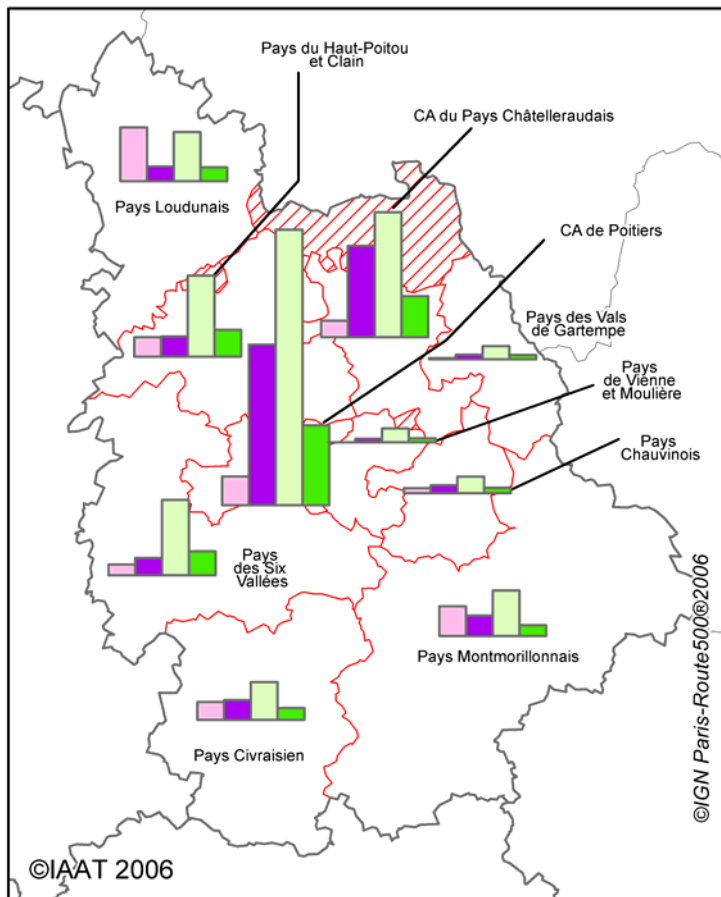 Pays du Haut-Poitou
et Clain
CA du Pays Châtelleraudais
Pays Loudunais
CA de Poitiers
Pays des Vals
de Gartempe
Pays
de Vienne
et Moulière
Pays
Chauvinois
Pays
des Six
Vallées
Pays Montmorillonnais
Pays Civraisien
©IGN Paris-Route500®2006
©IAAT 2006